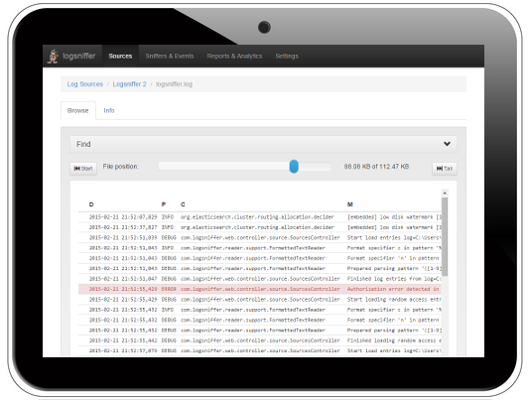 logsniffer Sources Sniffers & Events Reports & Analytics Settings
Log Sources / Logsniffer 2 / logsniffer log
Browse Info
Find
Start File position: 88.08 KB of 112.47 KB Tail
D P C M
2015-02-21 21:52:07,829 INFO org.elasticsearch.cluster.routing.allocation.decider [embedded] low disk watermark [1
2015-02-21 21:52:37,827 INFO org.elasticsearch.cluster.routing.allocation.decider [embedded] low disk watermark [1
2015-02-21 21:52:51,039 DEBUG com.logsniffer.web.controller.source.SourcesController Start load entries log=C:\Users\
2015-02-21 21:52:51,043 INFO com.logsniffer.reader.support.FormattedTextReader Format specifier c in pattern '%
2015-02-21 21:52:51,043 DEBUG com.logsniffer.reader.support.FormattedTextReader Format specifier 'n' in pattern
2015-02-21 21:52:51,043 DEBUG com.logsniffer.reader.support.FormattedTextReader Prepared parsing pattern '([1-9]
2015-02-21 21:52:51,047 DEBUG com.logsniffer.web.controller.source.SourcesController Finished log entries from log=C:
2015-02-21 21:52:55,429 ERROR com.logsniffer.web.controller.source.SourcesController Authorisation error detected in
2015-02-21 21:52:55,429 DEBUG com.logsniffer.web.controller.source.SourcesController Start loading random access entr
2015-02-21 21:52:55,431 INFO com.logsniffer.reader.support.FormattedTextReader Format specifier c in pattern '%
2015-02-21 21:52:55,432 DEBUG com.logsniffer.reader.support.FormattedTextReader Format specifier 'n' in pattern
2015-02-21 21:52:55,432 DEBUG com.logsniffer.reader.support.FormattedTextReader Prepared parsing pattern '([1-9]
2015-02-21 21:52:55,442 DEBUG com.logsniffer.web.controller.source.SourcesController Finished loading random access e
2015-02-21 21:52:57,075 DEBUG com.logsniffer.web.controller.source.SourcesController Start load entries log=C:\Users\